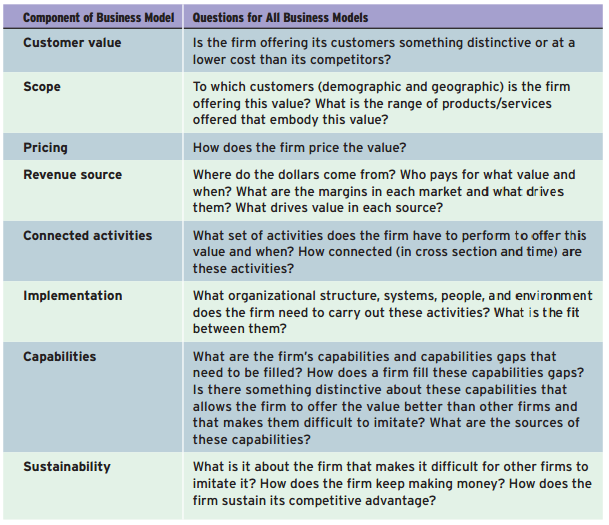 Component of Business Model Questions for All Business Models
Customer value Is the firm offering its customers something distinctive or at a
lower cost than its competitors?
Scope To which customers (demographic and geographic) is the firm
offering this value? What is the range of products/services
offered that embody this value?
Pricing How does the firm price the value?
Revenue source Where do the dollars come from? Who pays for what value and
when? What are the margins in each market and what drives
them? What drives value in each source?
Connected activities What set of activities does the firm have to perform to offer this
value and when? How connected (in cross section and time) are
these activities?
Implementation What organizational structure, systems, people, and environment
does the firm need to carry out these activities? What is the fit
between them?
Capabilities What are the firm's capabilities and capabilities gaps that
need to be filled? How does a firm fill these capabilities gaps?
Is there something distinctive about these capabilities that
allows the firm to offer the value better than other firms and
that makes them difficult to imitate? What are the sources of
these capabilities?
Sustainability What is it about the firm that makes it difficult for other firms to
imitate it? How does the firm keep making money? How does the
firm sustain its competitive advantage?